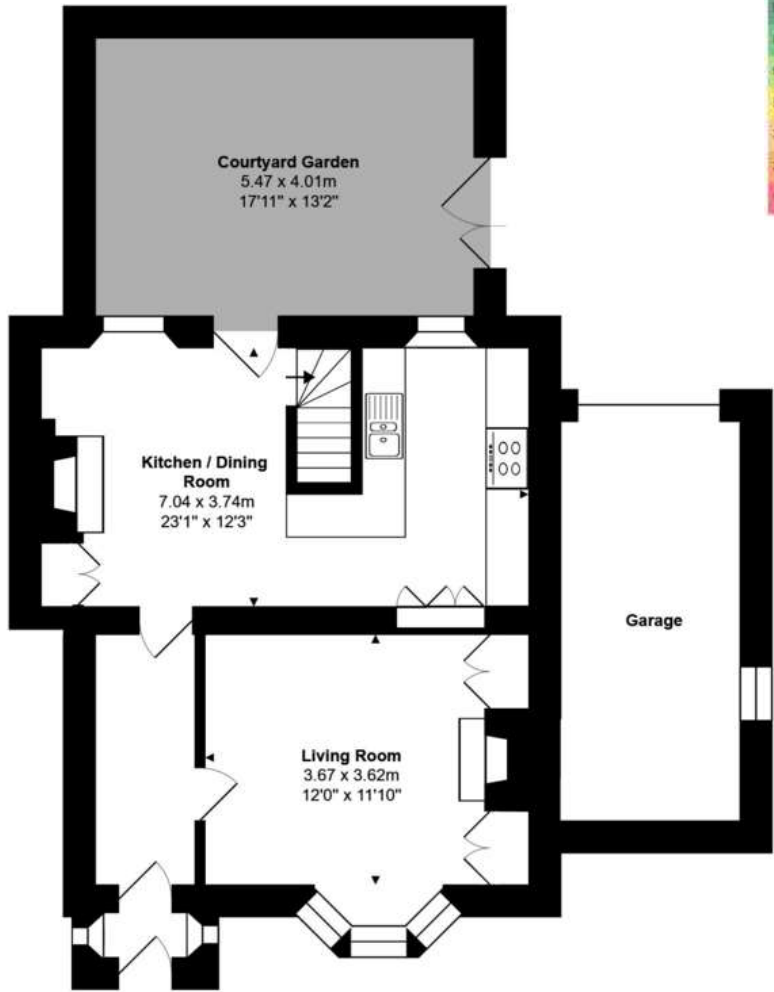 Courtyard Garden
5.47 x 4.01m
17'11" x 13'2"
Kitchen / Dining
Room
7.04 x 3.74m
23'1" x 12'3"
Garage
Living Room
3.67 x 3.62m
12'0" x 11'10"